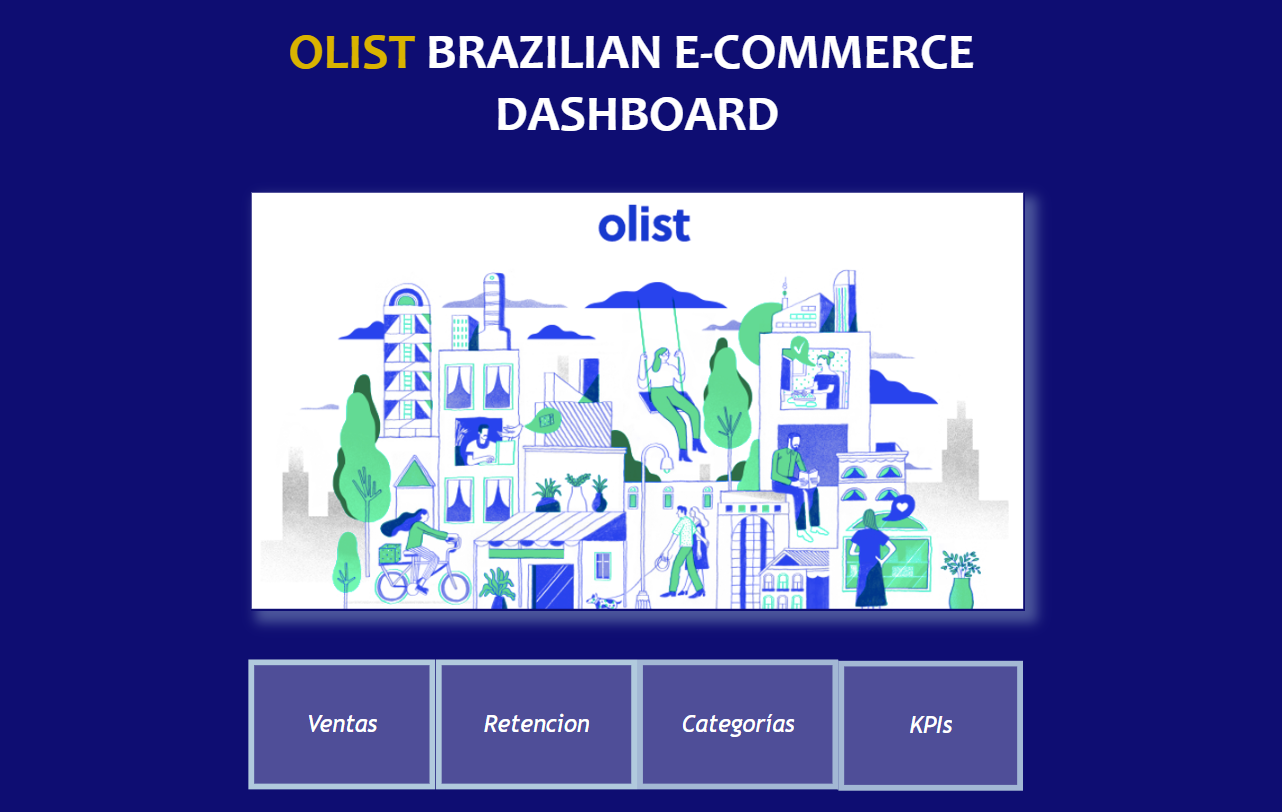 OLIST BRAZILIAN E-COMMERCE
DASHBOARD
olist
Ventas
Retencion
Categorías
KPIs